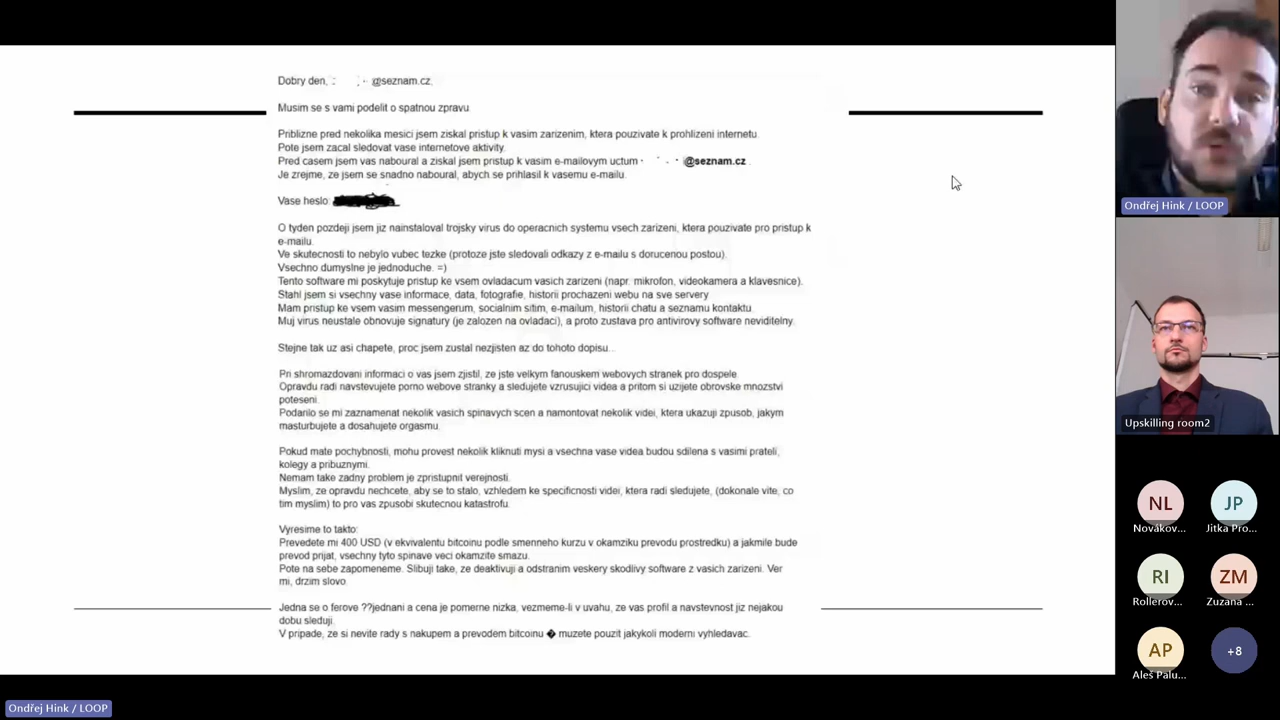 Dobry den, @seznam.cz,
Musim se s vami podelit o spatnou zpravu
Priblizne pred nekolika mesici jsem ziskal pristup k vasim zarizenim, ktera pouzivate k prohlizeni internetu.
Pote jsem zacal sledovat vase internetove aktivity.
Pred casem jsem vas naboural a ziskal jsem pristup k vasim e-mailovym uctum @seznam.cz
Je zrejme, ze jsem se snadno naboural, abych se prihlasil k vasemu e-mailu.
Vase heslo:
O tyden pozdeji jsem jiz nainstaloval trojsky virus do operacnich systemu vsech zarizeni, ktera pouzivate pro pristup k
e-mailu.
Ve skutecnosti to nebylo vubec tezke (protoze jste sledovali odkazy z e-mailu s dorucenou postou).
Vsechno dumyslne je jednoduche. =)
Tento software mi poskytuje pristup ke vsem ovladacum vasich zarizeni (napr. mikrofon, videokamera a klavesnice).
Stahl jsem si vsechny vase informace, data, fotografie, historii prochazeni webu na sve servery
Mam pristup ke vsem vasim messengerum, socialnim sitim, e-mailum, historii chatu a seznamu kontaktu.
Muj virus neustale obnovuje signatury (je zalozen na ovladaci), a proto zustava pro antivirovy software neviditelny.
Stejne tak uz asi chapete, proc jsem zustal nezjisten az do tohoto dopisu...
Pri shromazdovani informaci o vas jsem zjistil, ze jste velkym fanouskem webovych stranek pro dospele.
Opravdu radi navstevujete porno webove stranky a sledujete vzrusujici videa a pritom si uzijete obrovske mnozstvi
poteseni.
Podarilo se mi zaznamenat nekolik vasich spinavych scen a namontovat nekolik videi, ktera ukazuji zpusob, jakym
masturbujete a dosahujete orgasmu.
Pokud mate pochybnosti, mohu provest nekolik kliknuti mysi a vsechna vase videa budou sdilena s vasimi prateli,
kolegy a pribuznymi.
Nemam take zadny problem je zpristupnit verejnosti.
Myslim, ze opravdu nechcete, aby se to stalo, vzhledem ke specificnosti videi, ktera radi sledujete, (dokonale vite, co
tim myslim) to pro vas zpusobi skutecnou katastrofu.
Vyresime to takto:
Prevedete mi 400 USD (v ekvivalentu bitcoinu podle smenneho kurzu v okamziku prevodu prostredku) a jakmile bude
prevod prijat, vsechny tyto spinave veci okamzite smazu.
Pote na sebe zapomeneme. Slibuji take, ze deaktivuji a odstranim veskery skodlivy software z vasich zarizeni. Ver
mi, drzim slovo
Jedna se o ferove ??jednani a cena je pomerne nizka, vezmeme-li v uvahu, ze vas profil a navstevnost jiz nejakou
dobu sleduji.
V pripade, ze si nevite rady s nakupem a prevodem bitcoinu � muzete pouzit jakykoli moderni vyhledavac.
Ondřej Hink / LOOP
Upskilling room2
NL
Novákov...
JP
Jitka Pro...
RI
Rollerov...
ZM
Zuzana ...
AP
Aleš Palu...
+8
Ondřej Hink / LOOP